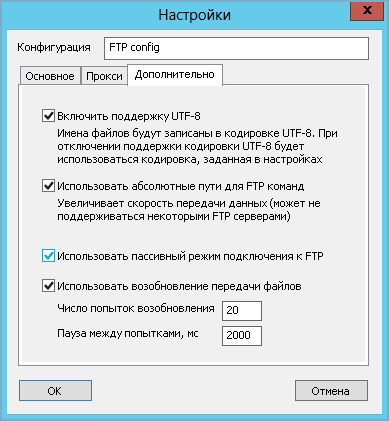 Настройки
x
Конфигурация FTP config
Основное Прокси Дополнительно
Включить поддержку UTF-8
Имена файлов будут записаны в кодировке UTF-8. При
отключении поддержки кодировки UTF-8 будет
использоваться кодировка, заданная в настройках
Использовать абсолютные пути для FTP команд
Увеличивает скорость передачи данных (может не
поддерживаться некоторыми FTP серверами)
Использовать пассивный режим подключения к FTP
Использовать возобновление передачи файлов
Число попыток возобновления 20
Пауза между попытками, мс 2000
OK Отмена